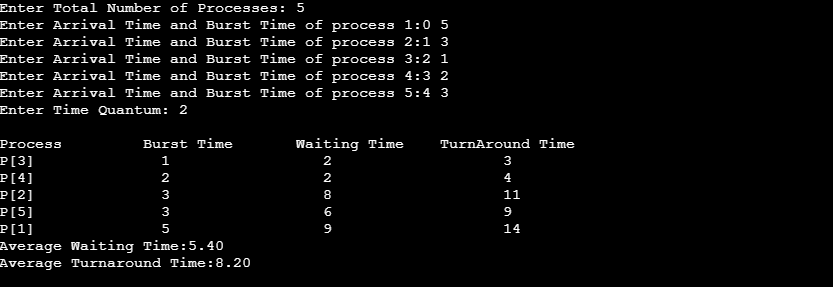 Enter Total Number of Processes: 5
Enter Arrival Time and Burst Time of process 1:0 5
Enter Arrival Time and Burst Time of process 2:1 3
Enter Arrival Time and Burst Time of process 3:2 1
Enter Arrival Time and Burst Time of process 4:3 2
Enter Arrival Time and Burst Time of process 5:4 3
Enter Time Quantum: 2
Process Burst Time Waiting Time TurnAround Time
P[3] 1 2 3
P[4] 2 2 4
P[2] 3 8 11
P[5] 3 6 9
P[1] 5 9 14
Average Waiting Time:5.40
Average Turnaround Time:8.20